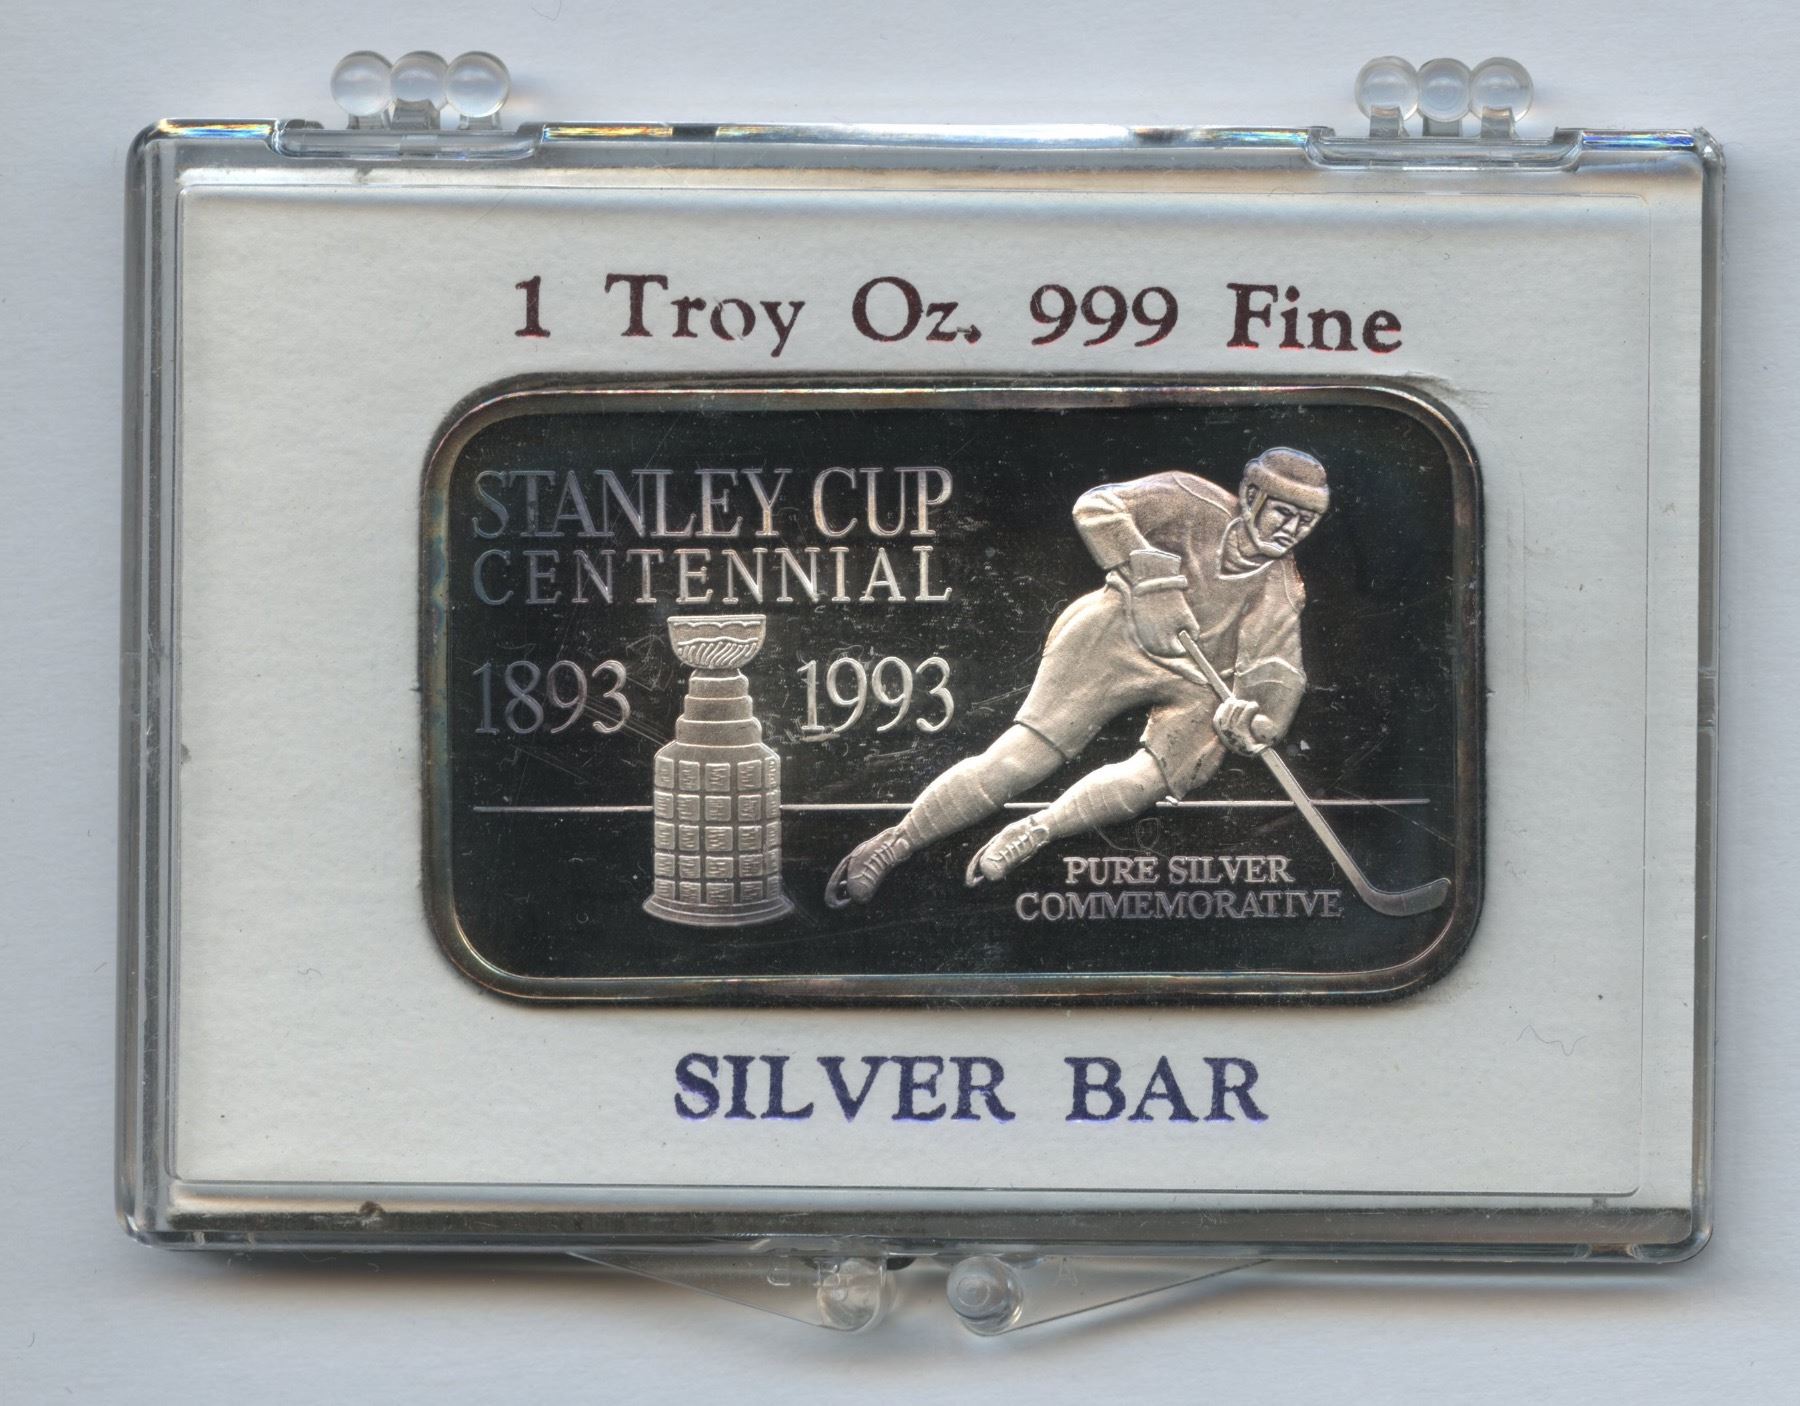 1 Troy Oz. 999 Fine
STANLEY CUP
CENTENNIAL
1893 1993
PURE SILVER
COMMEMORATIVE
SILVER BAR